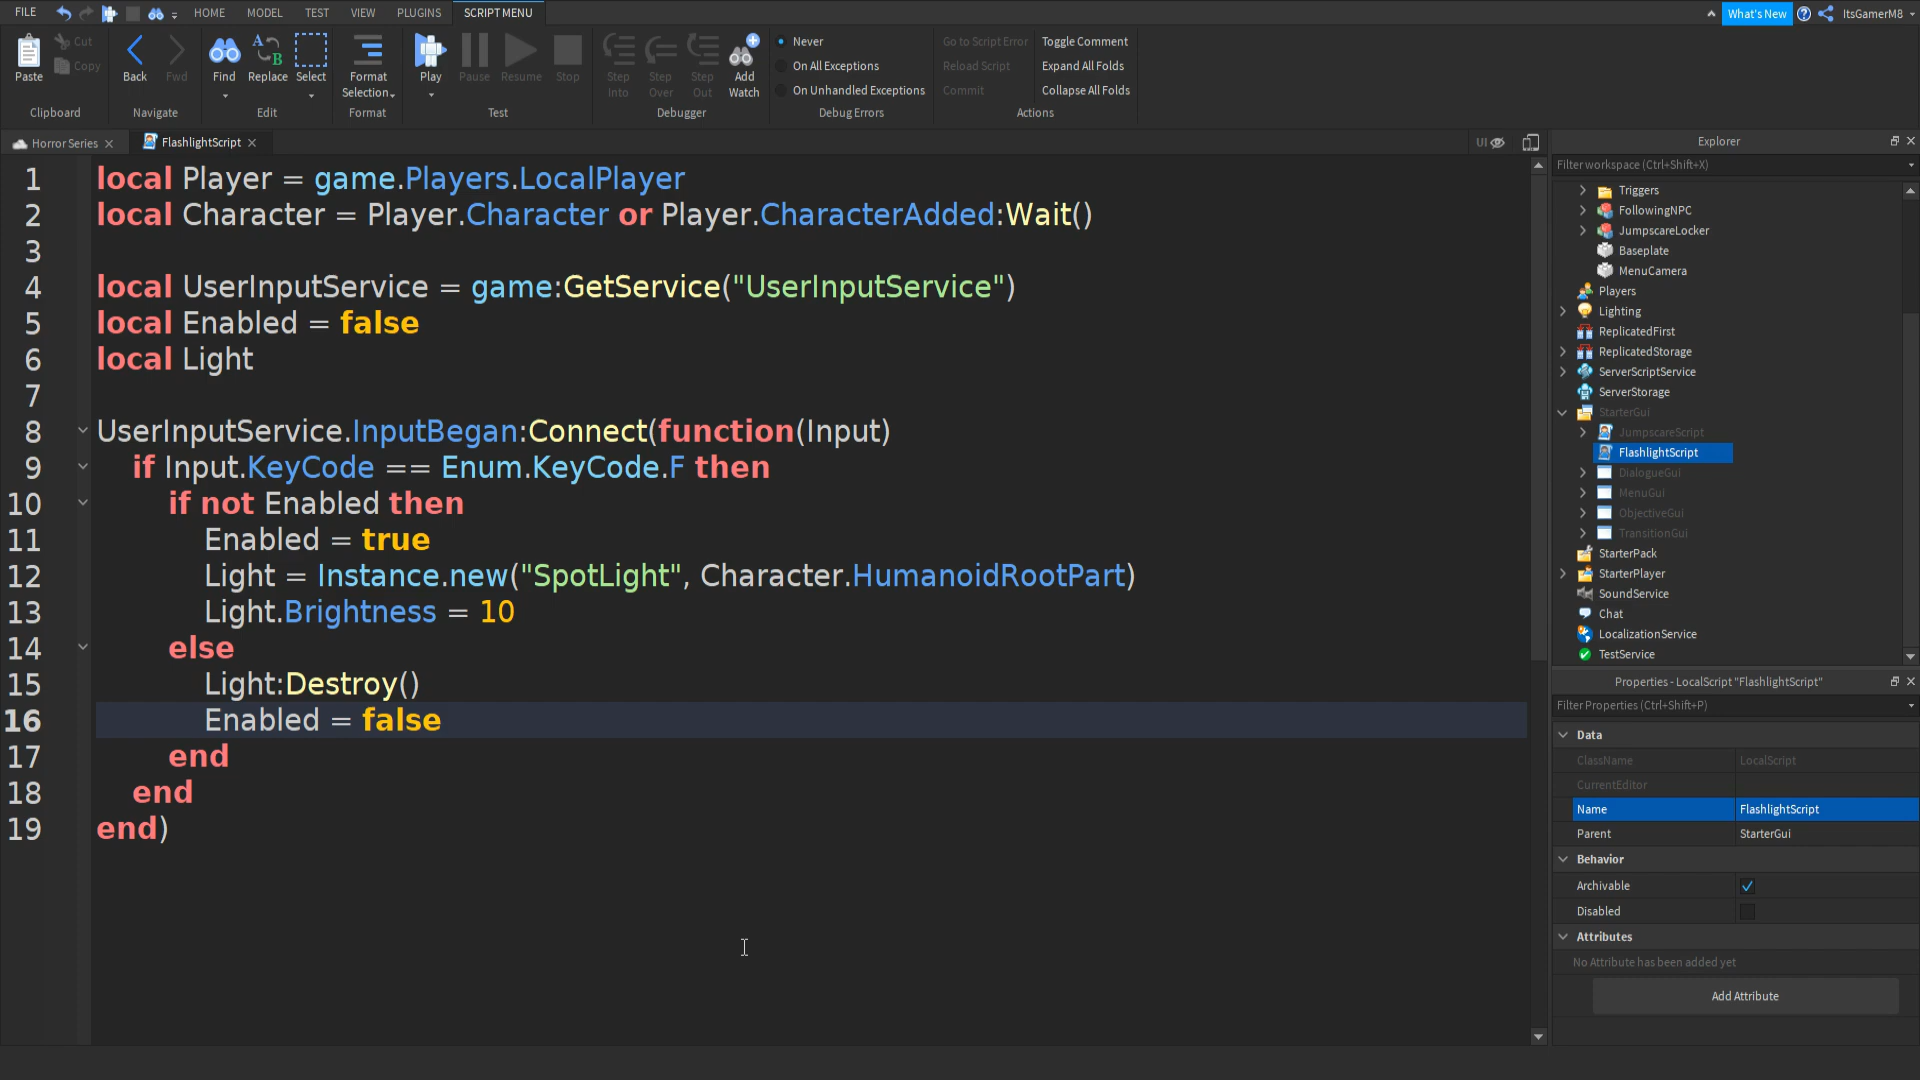 FILE HOME MODEL TEST VIEW PLUGINS SCRIPT MENU What's New ItsGamerM8
Paste Cut Copy
Clipboard
Back Fwd
Navigate
Find Replace Select
Edit
Format Selection
Format
Play Pause Resume Stop
Test
Step Into Step Over Step Out Add Watch
Debugger
Never
On All Exceptions
On Unhandled Exceptions
Debug Errors
Go to Script Error Toggle Comment
Reload Script Expand All Folds
Commit Collapse All Folds
Actions
Horror Series FlashlightScript UI
1 local Player = game.Players.LocalPlayer
2 local Character = Player.Character or Player.CharacterAdded:Wait()
3
4 local UserInputService = game:GetService("UserInputService")
5 local Enabled = false
6 local Light
7
8 UserInputService.InputBegan:Connect(function(Input)
9 if Input.KeyCode == Enum.KeyCode.F then
10 if not Enabled then
11 Enabled = true
12 Light = Instance.new("SpotLight", Character.HumanoidRootPart)
13 Light.Brightness = 10
14 else
15 Light:Destroy()
16 Enabled = false
17 end
18 end
19 end)
Explorer
Filter workspace (Ctrl+Shift+X)
Triggers
FollowingNPC
JumpscareLocker
Baseplate
MenuCamera
Players
Lighting
ReplicatedFirst
ReplicatedStorage
ServerScriptService
ServerStorage
StarterGui
JumpscareScript
FlashlightScript
DialogueGui
MenuGui
ObjectiveGui
TransitionGui
StarterPack
StarterPlayer
SoundService
Chat
LocalizationService
TestService
Properties - LocalScript "FlashlightScript"
Filter Properties (Ctrl+Shift+P)
Data
ClassName LocalScript
CurrentEditor
Name FlashlightScript
Parent StarterGui
Behavior
Archivable
Disabled
Attributes
No Attribute has been added yet
Add Attribute